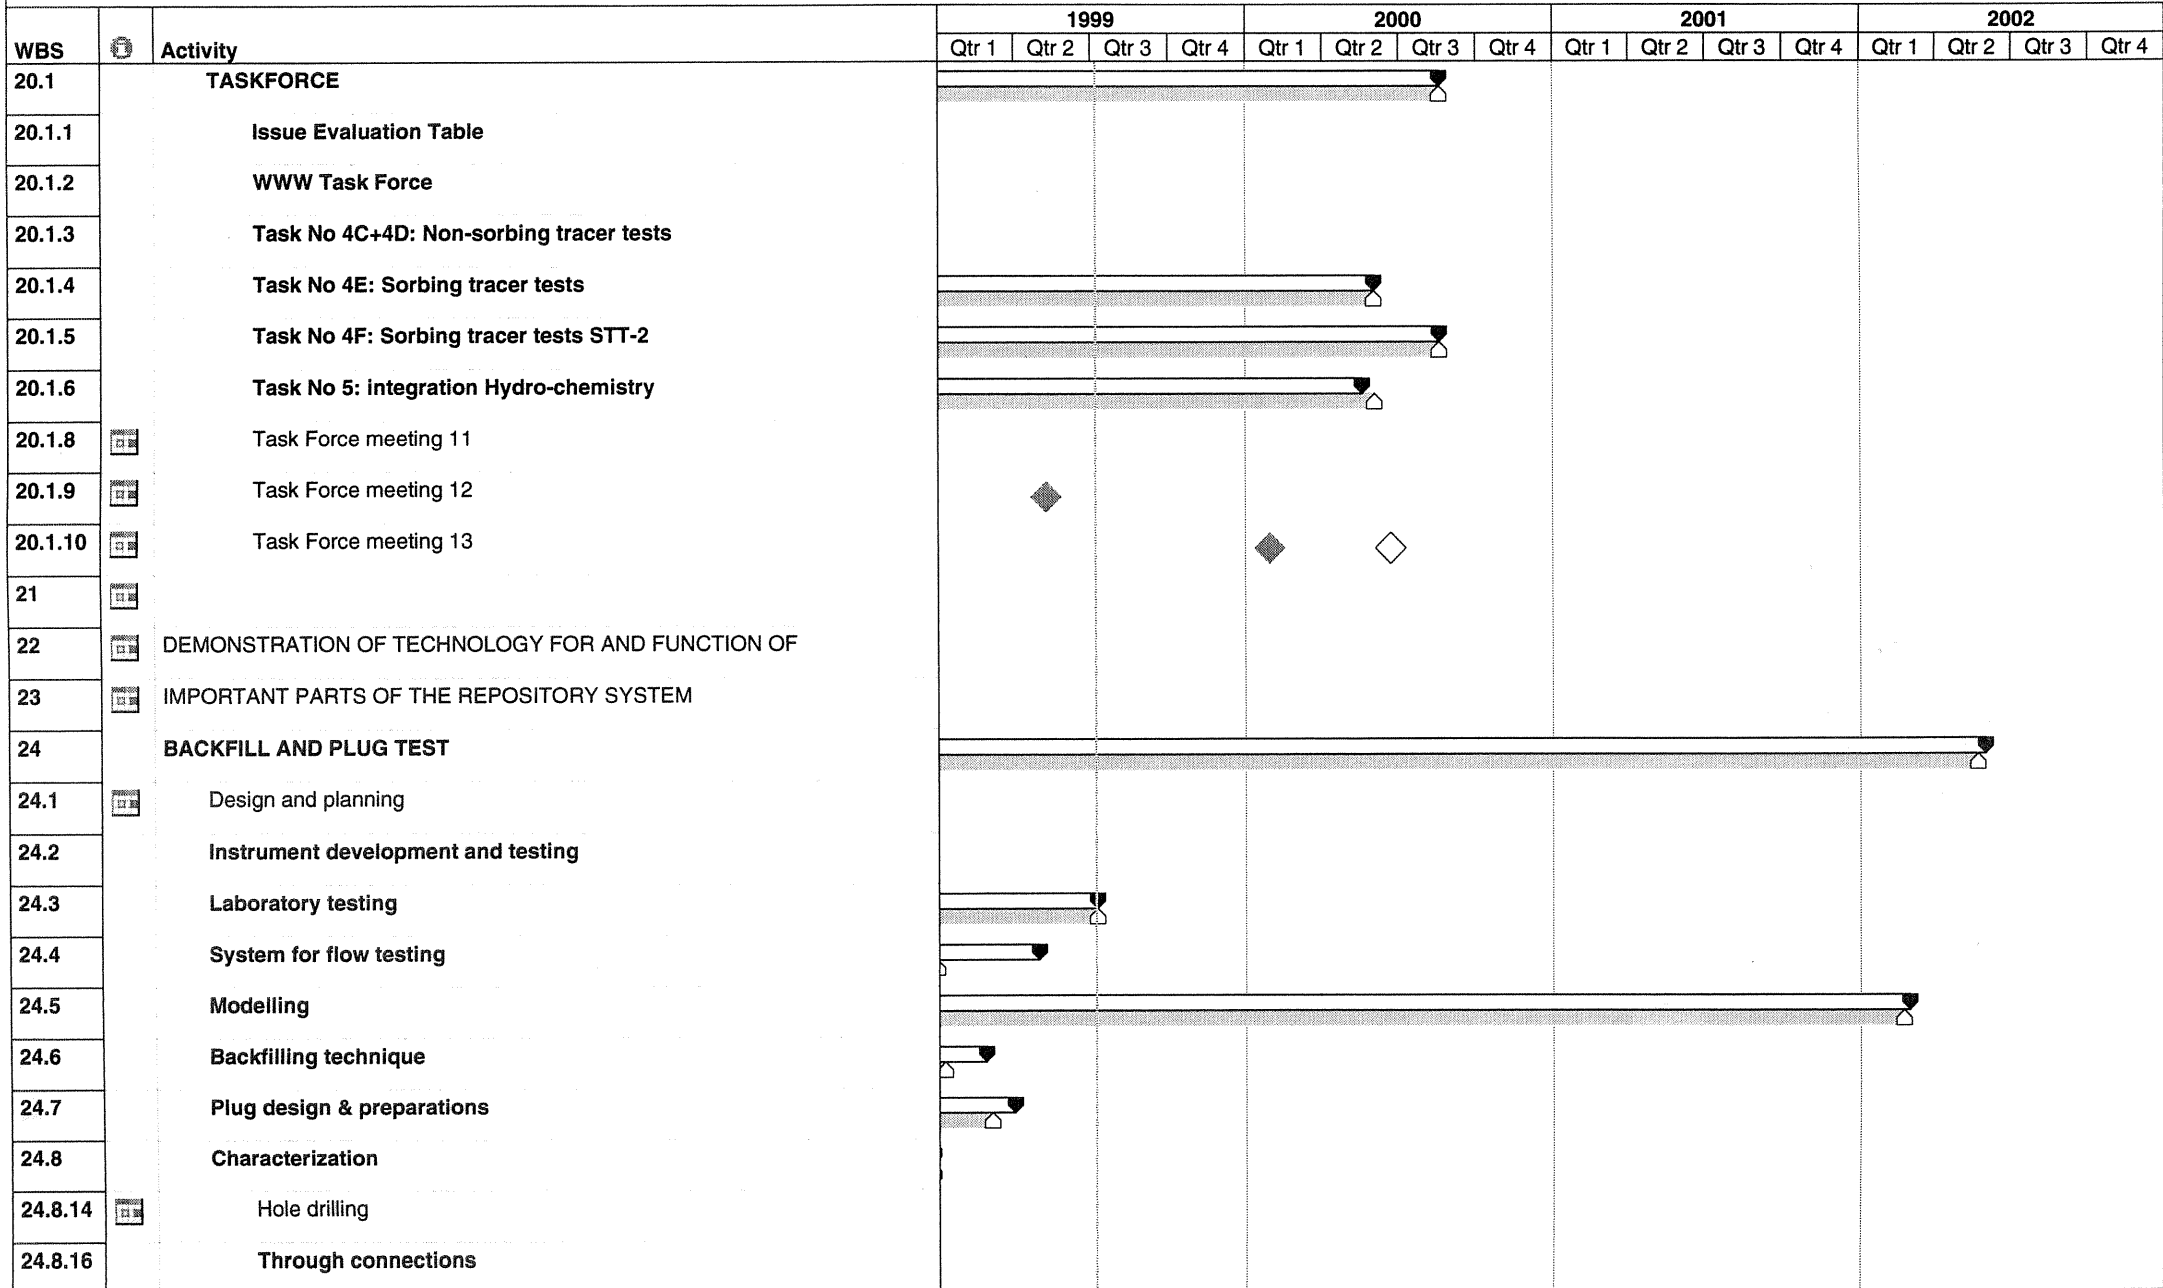 1999 2000 2001 2002
WBS Activity Qtr 1 Qtr 2 Qtr 3 Qtr 4 Qtr 1 Qtr 2 Qtr 3 Qtr 4 Qtr 1 Qtr 2 Qtr 3 Qtr 4 Qtr 1 Qtr 2 Qtr 3 Qtr 4
20.1 TASKFORCE
20.1.1 Issue Evaluation Table
20.1.2 WWW Task Force
20.1.3 Task No 4C+4D: Non-sorbing tracer tests
20.1.4 Task No 4E: Sorbing tracer tests
20.1.5 Task No 4F: Sorbing tracer tests STT-2
20.1.6 Task No 5: integration Hydro-chemistry
20.1.8 Task Force meeting 11
20.1.9 Task Force meeting 12
20.1.10 Task Force meeting 13
21
22 DEMONSTRATION OF TECHNOLOGY FOR AND FUNCTION OF
23 IMPORTANT PARTS OF THE REPOSITORY SYSTEM
24 BACKFILL AND PLUG TEST
24.1 Design and planning
24.2 Instrument development and testing
24.3 Laboratory testing
24.4 System for flow testing
24.5 Modelling
24.6 Backfilling technique
24.7 Plug design & preparations
24.8 Characterization
24.8.14 Hole drilling
24.8.16 Through connections